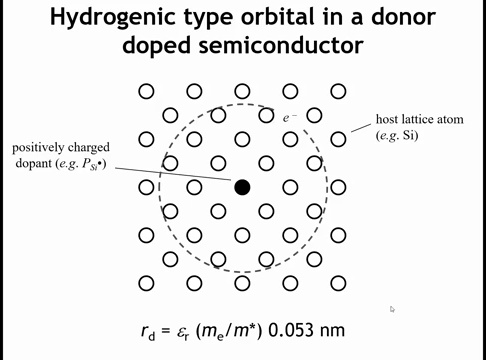 Hydrogenic type orbital in a donor
doped semiconductor
e⁻
host lattice atom
(e.g. Si)
positively charged
dopant (e.g. P_Si•)
r_d = ε_r (m_e/m*) 0.053 nm